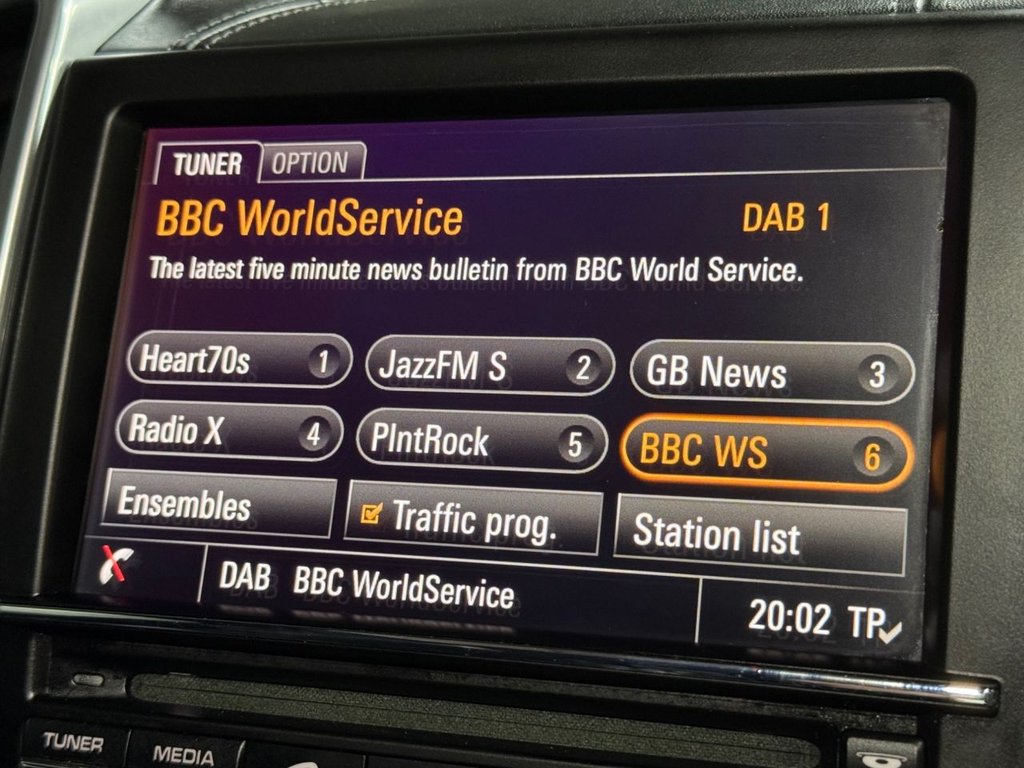 TUNER OPTION
BBC WorldService DAB 1
The latest five minute news bulletin from BBC World Service.
Heart70s 1 JazzFM S 2 GB News 3
Radio X 4 PlntRock 5 BBC WS 6
Ensembles Traffic prog. Station list
DAB BBC WorldService 20:02 TP
TUNER MEDIA